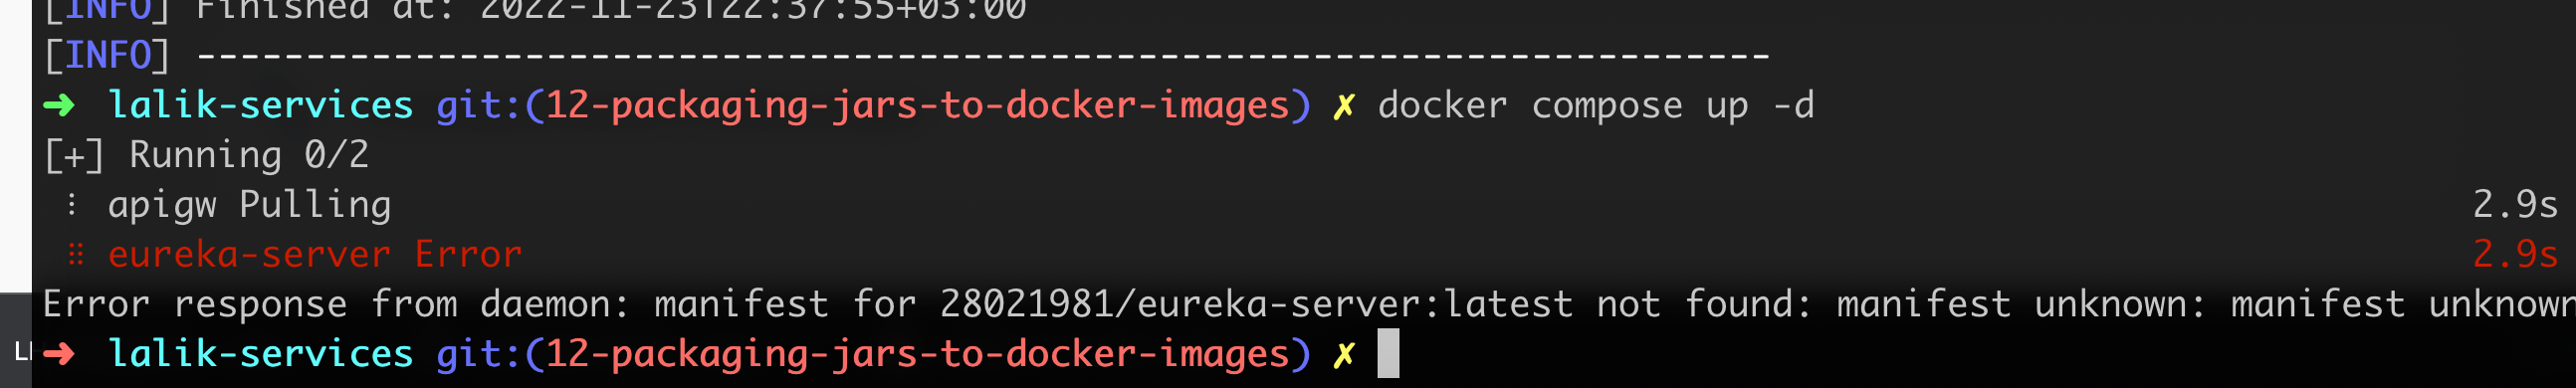 [INFO] Finished at: 2022-11-23T22:37:55+03:00
[INFO] ------------------------------------------------------------------------
➜ lalik-services git:(12-packaging-jars-to-docker-images) ✗ docker compose up -d
[+] Running 0/2
⠸ apigw Pulling 2.9s
⠿ eureka-server Error 2.9s
Error response from daemon: manifest for 28021981/eureka-server:latest not found: manifest unknown: manifest unknown
➜ lalik-services git:(12-packaging-jars-to-docker-images) ✗